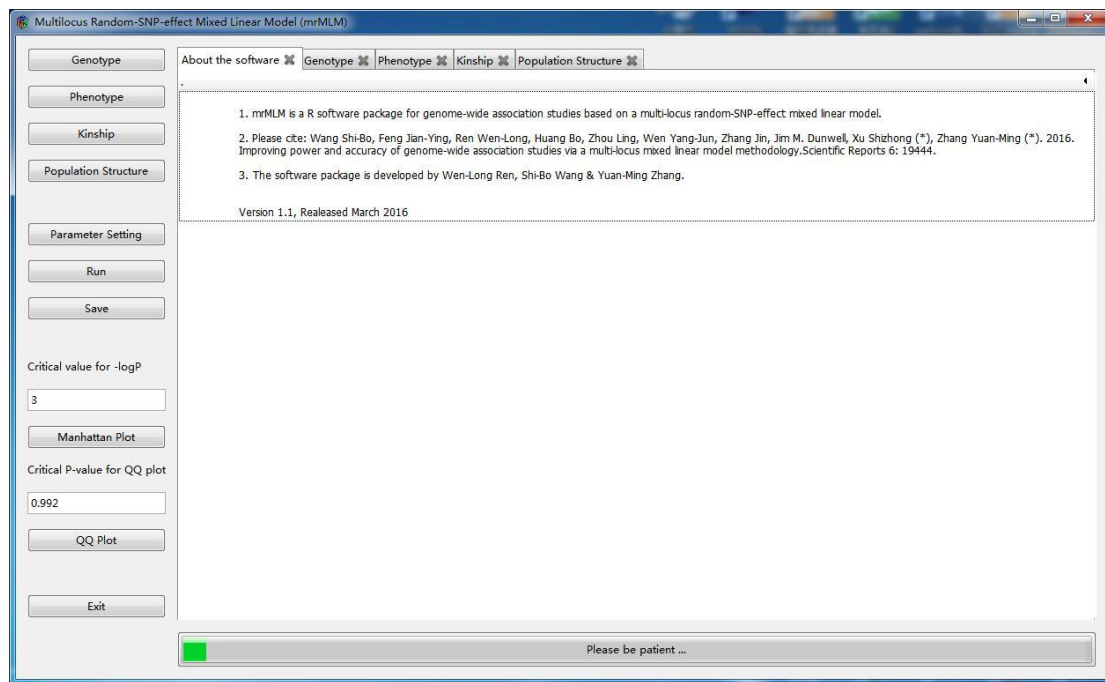 Multilocus Random-SNP-effect Mixed Linear Model (mrMLM)
Genotype
Phenotype
Kinship
Population Structure
Parameter Setting
Run
Save
Critical value for -logP
3
Manhattan Plot
Critical P-value for QQ plot
0.992
QQ Plot
Exit
About the software Genotype Phenotype Kinship Population Structure
1. mrMLM is a R software package for genome-wide association studies based on a multi-locus random-SNP-effect mixed linear model.
2. Please cite: Wang Shi-Bo, Feng Jian-Ying, Ren Wen-Long, Huang Bo, Zhou Ling, Wen Yang-Jun, Zhang Jin, Jim M. Dunwell, Xu Shizhong (*), Zhang Yuan-Ming (*). 2016.
Improving power and accuracy of genome-wide association studies via a multi-locus mixed linear model methodology.Scientific Reports 6: 19444.
3. The software package is developed by Wen-Long Ren, Shi-Bo Wang & Yuan-Ming Zhang.
Version 1.1, Realeased March 2016
Please be patient ...